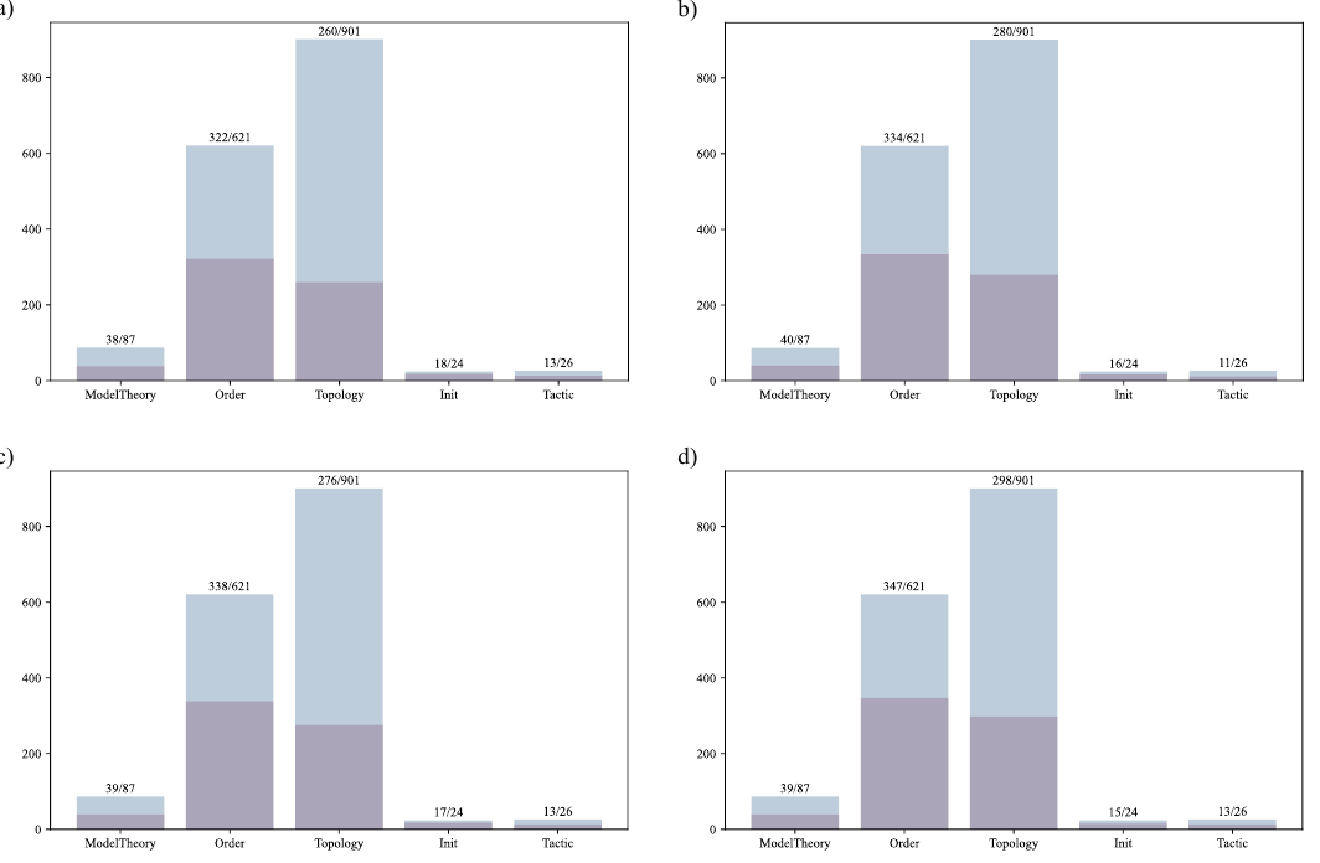 a)
260/901
800
322/621
600
400
200
38/87
18/24
13/26
0
ModelTheory
Order
Topology
Init
Tactic
b)
280/901
800
334/621
600
400
200
40/87
16/24
11/26
0
ModelTheory
Order
Topology
Init
Tactic
c)
276/901
800
338/621
600
400
200
39/87
17/24
13/26
0
ModelTheory
Order
Topology
Init
Tactic
d)
298/901
800
347/621
600
400
200
39/87
15/24
13/26
0
ModelTheory
Order
Topology
Init
Tactic